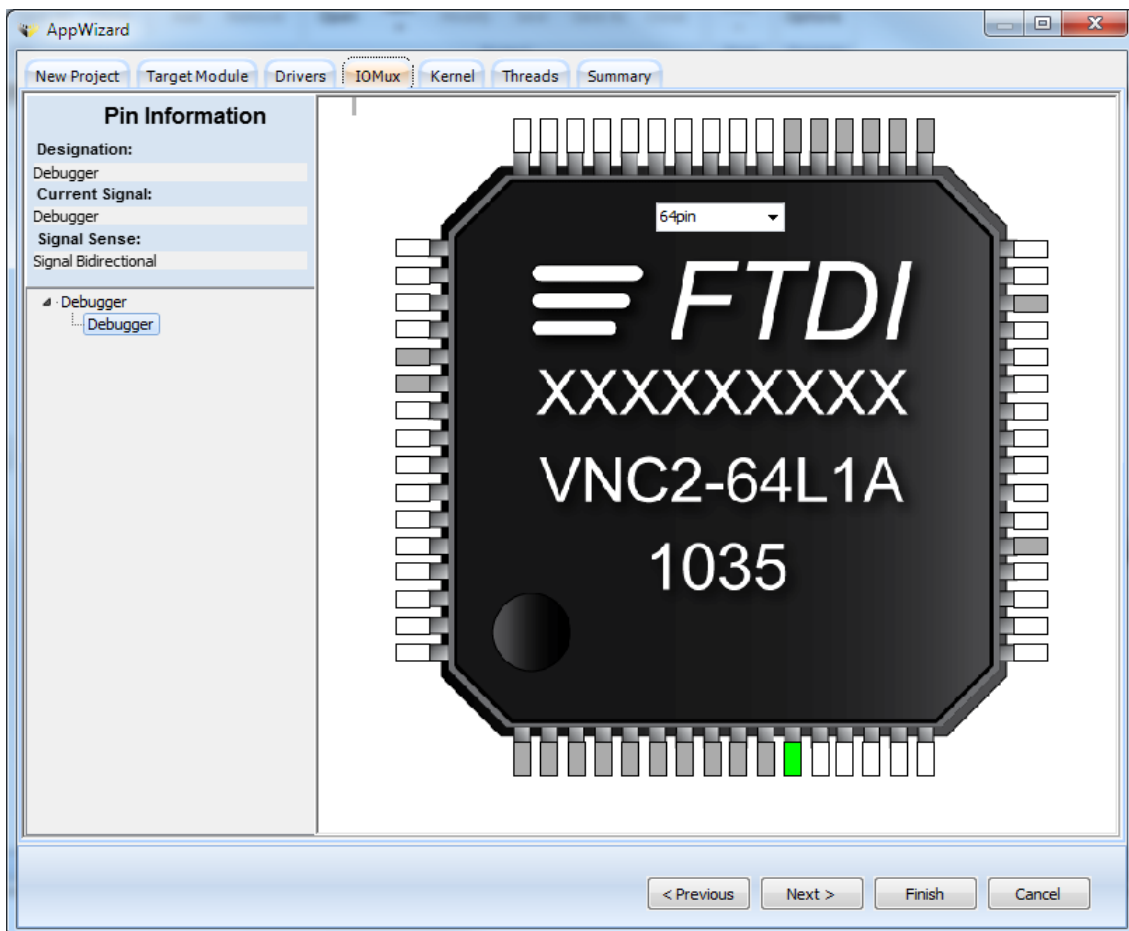 AppWizard
New Project Target Module Drivers IOMux Kernel Threads Summary
Pin Information
Designation:
Debugger
Current Signal:
Debugger
Signal Sense:
Signal Bidirectional
Debugger
Debugger
64pin
FTDI
XXXXXXXXX
VNC2-64L1A
1035
< Previous Next > Finish Cancel